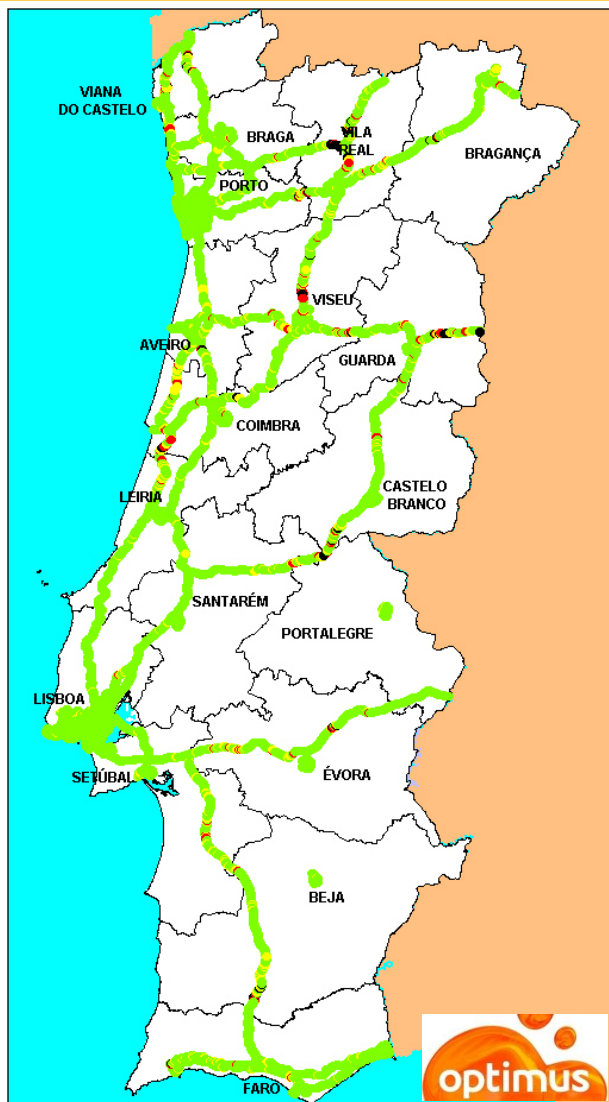 VIANA
DO CASTELO
BRAGA
VILA
REAL
BRAGANÇA
PORTO
VISEU
AVEIRO
GUARDA
COIMBRA
CASTELO
BRANCO
LEIRIA
SANTARÉM
PORTALEGRE
LISBOA
SETÚBAL
ÉVORA
BEJA
FARO
optimus